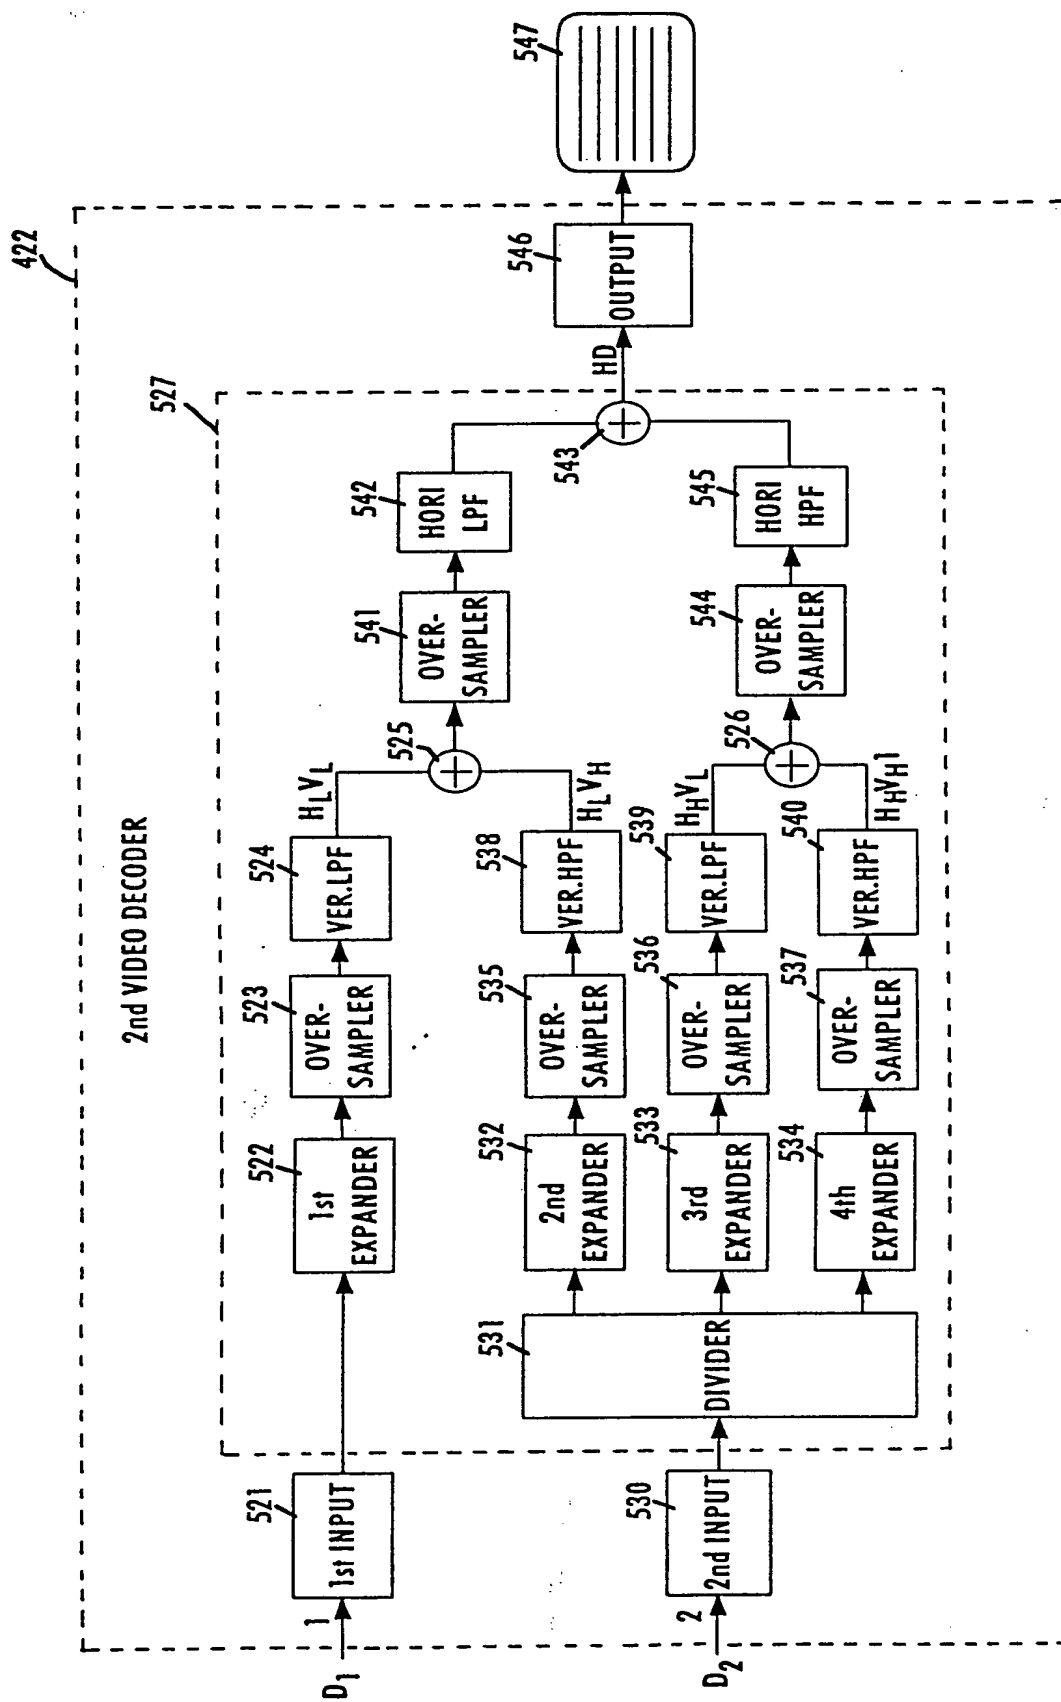 2nd VIDEO DECODER
422
527
D1
1
521
1st INPUT
522
1st
EXPANDER
523
OVER-
SAMPLER
524
VER.LPF
HLVL
525
+
541
OVER-
SAMPLER
542
HORI
LPF
543
+
HD
546
OUTPUT
547
D2
2
530
2nd INPUT
531
DIVIDER
532
2nd
EXPANDER
535
OVER-
SAMPLER
538
VER.HPF
HLVH
533
3rd
EXPANDER
536
OVER-
SAMPLER
539
VER.LPF
HHVL
526
+
544
OVER-
SAMPLER
545
HORI
HPF
534
4th
EXPANDER
537
OVER-
SAMPLER
540
VER.HPF
HHVH1